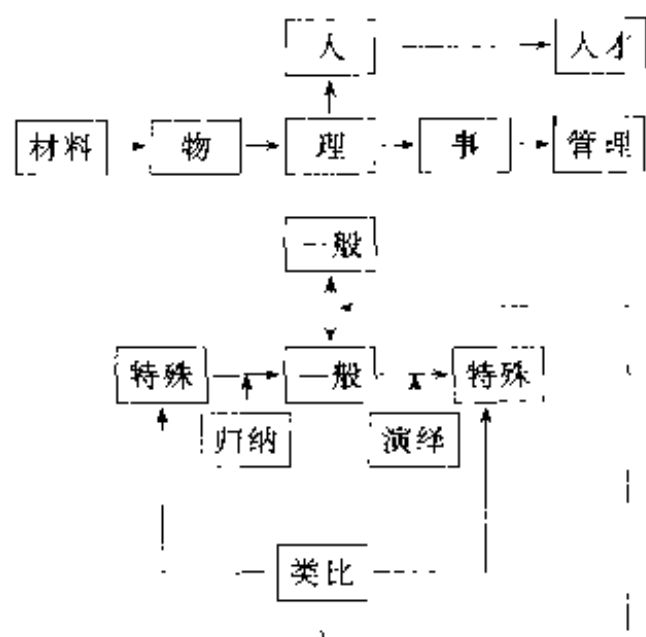 人 人才
材料 物 理 事 管理
一般
特殊 一般 特殊
归纳 演绎
类比